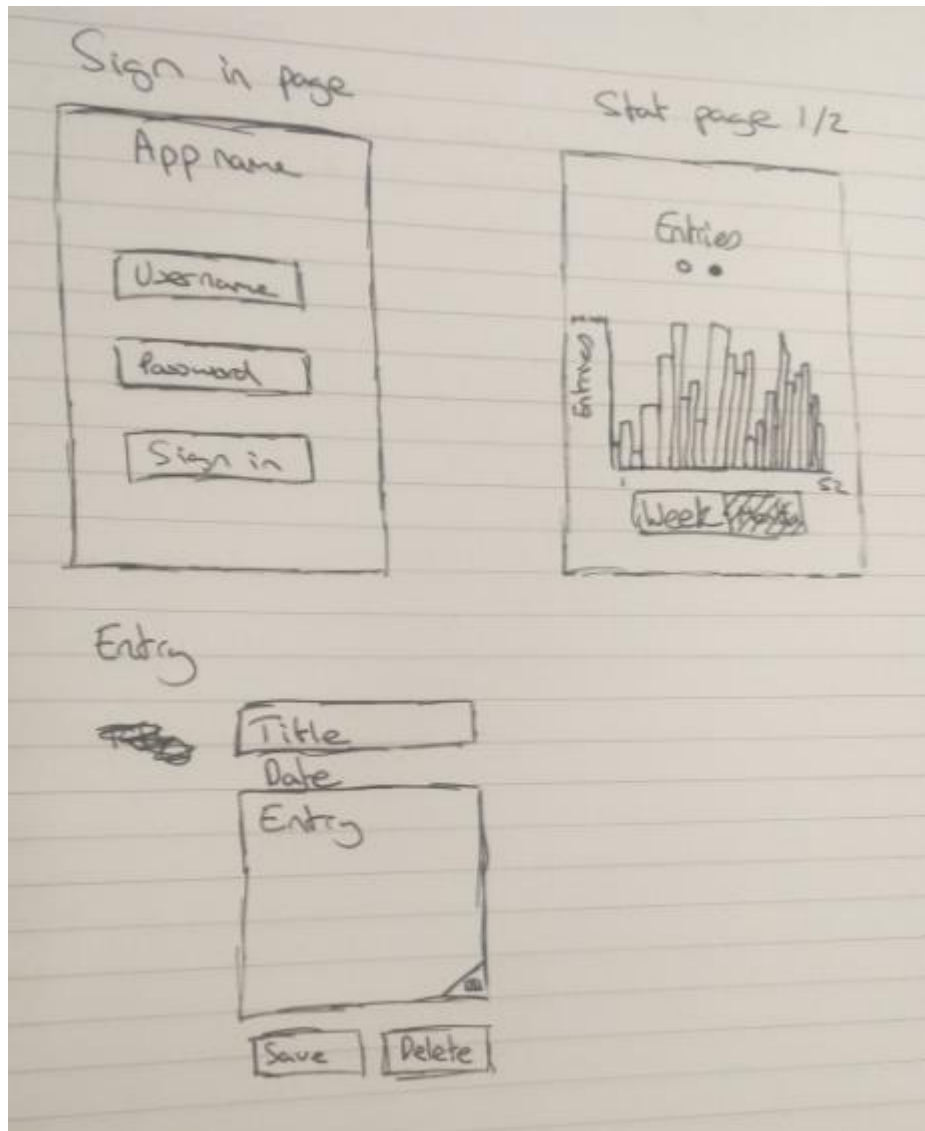 Sign in page
App name
Username
Password
Sign in
Stat page 1/2
Entries
Entries
1 52
Week
Entry
Title
Date
Entry
Save Delete